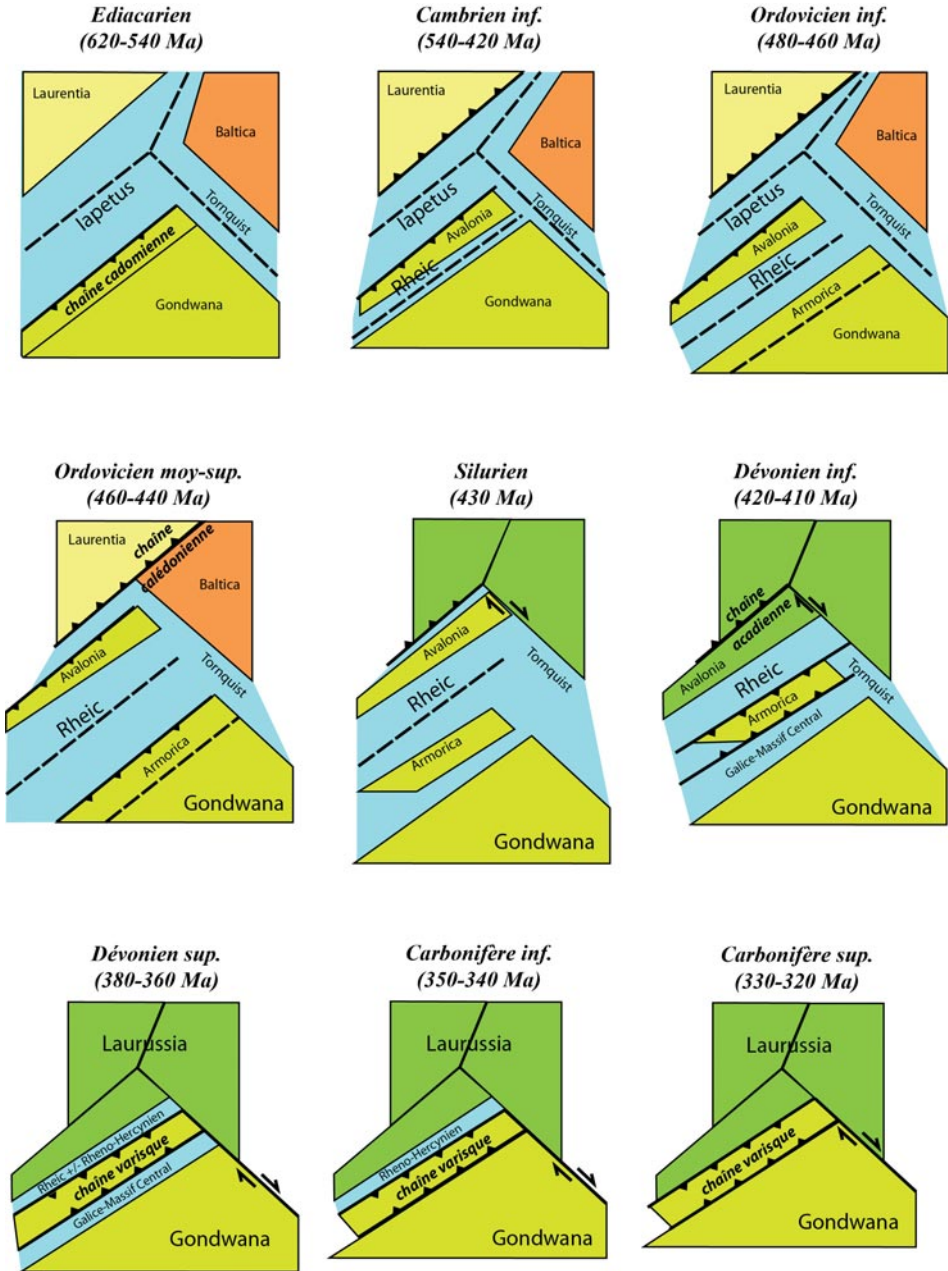 Ediacarien
(620-540 Ma)
Laurentia
Baltica
Iapetus
Tornquist
chaîne cadomienne
Gondwana
Cambrien inf.
(540-420 Ma)
Laurentia
Baltica
Iapetus
Tornquist
Avalonia
Rheic
Gondwana
Ordovicien inf.
(480-460 Ma)
Laurentia
Baltica
Iapetus
Tornquist
Avalonia
Rheic
Armorica
Gondwana
Ordovicien moy-sup.
(460-440 Ma)
Laurentia
chaîne
calédonienne
Baltica
Avalonia
Tornquist
Rheic
Armorica
Gondwana
Silurien
(430 Ma)
Avalonia
Tornquist
Rheic
Armorica
Gondwana
Dévonien inf.
(420-410 Ma)
chaîne
acadienne
Avalonia
Rheic
Tornquist
Armorica
Galice-Massif Central
Gondwana
Dévonien sup.
(380-360 Ma)
Laurussia
Rheic +/- Rheno-Hercynien
chaîne varisque
Galice-Massif Central
Gondwana
Carbonifère inf.
(350-340 Ma)
Laurussia
Rheno-Hercynien
chaîne varisque
Gondwana
Carbonifère sup.
(330-320 Ma)
Laurussia
chaîne varisque
Gondwana